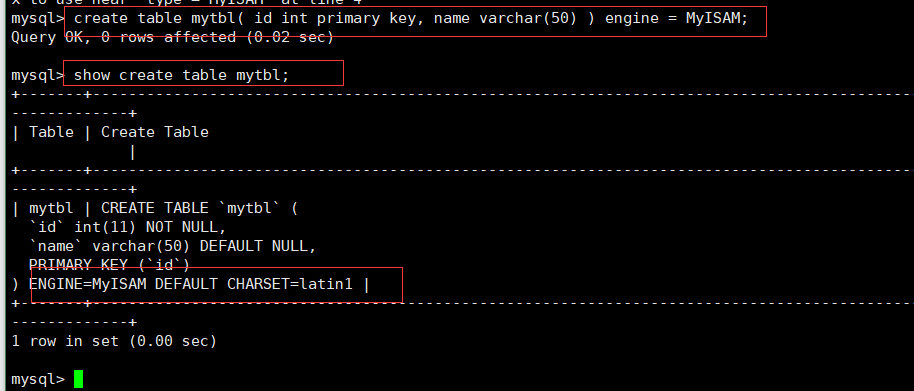 mysql> create table mytbl( id int primary key, name varchar(50) ) engine = MyISAM;
Query OK, 0 rows affected (0.02 sec)
mysql> show create table mytbl;
+-------+----------------------------------------------------------------------------------------------
-------------+
| Table | Create Table
|
+-------+----------------------------------------------------------------------------------------------
-------------+
| mytbl | CREATE TABLE `mytbl` (
`id` int(11) NOT NULL,
`name` varchar(50) DEFAULT NULL,
PRIMARY KEY (`id`)
) ENGINE=MyISAM DEFAULT CHARSET=latin1 |
+-------+----------------------------------------------------------------------------------------------
-------------+
1 row in set (0.00 sec)
mysql>